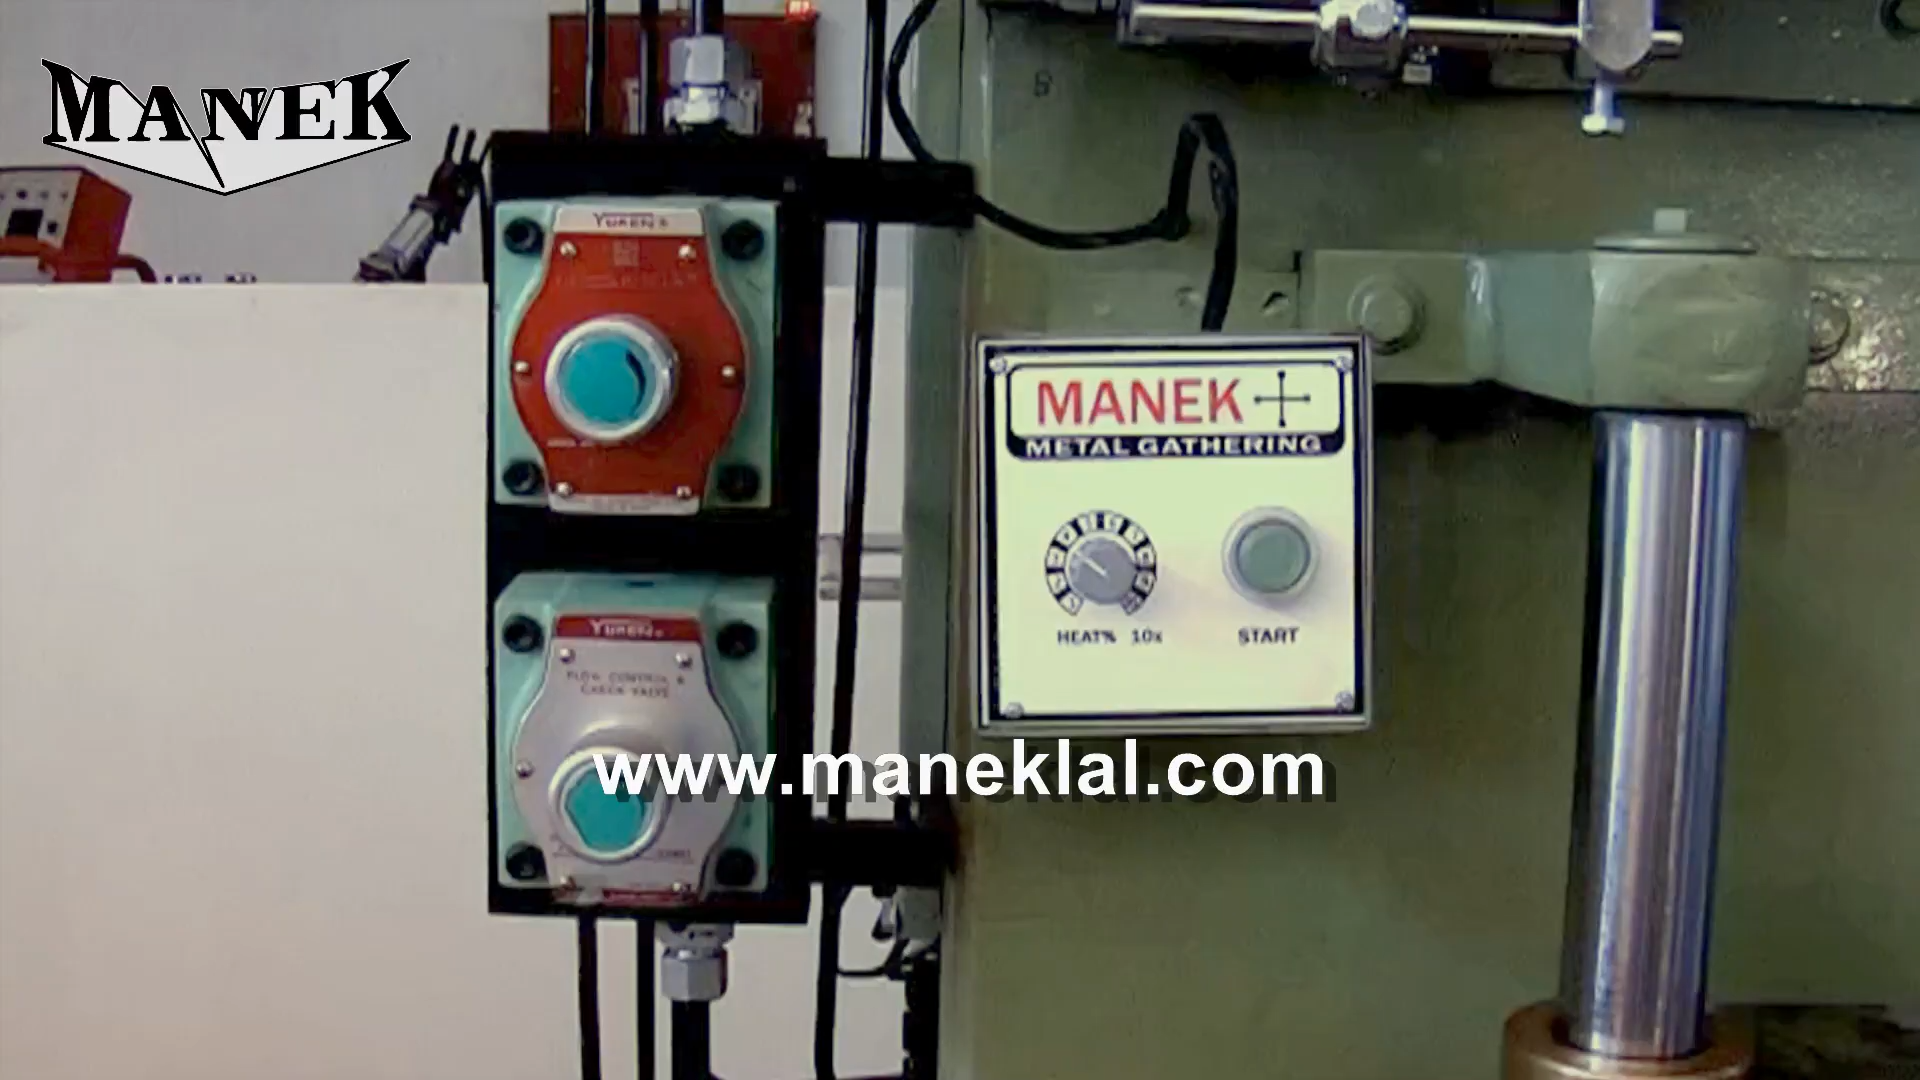 MANEK
YUKEN
MANEK
METAL GATHERING
HEAT% 10x
START
YUKEN
FLOW CONTROL &
CHECK VALVE
www.maneklal.com